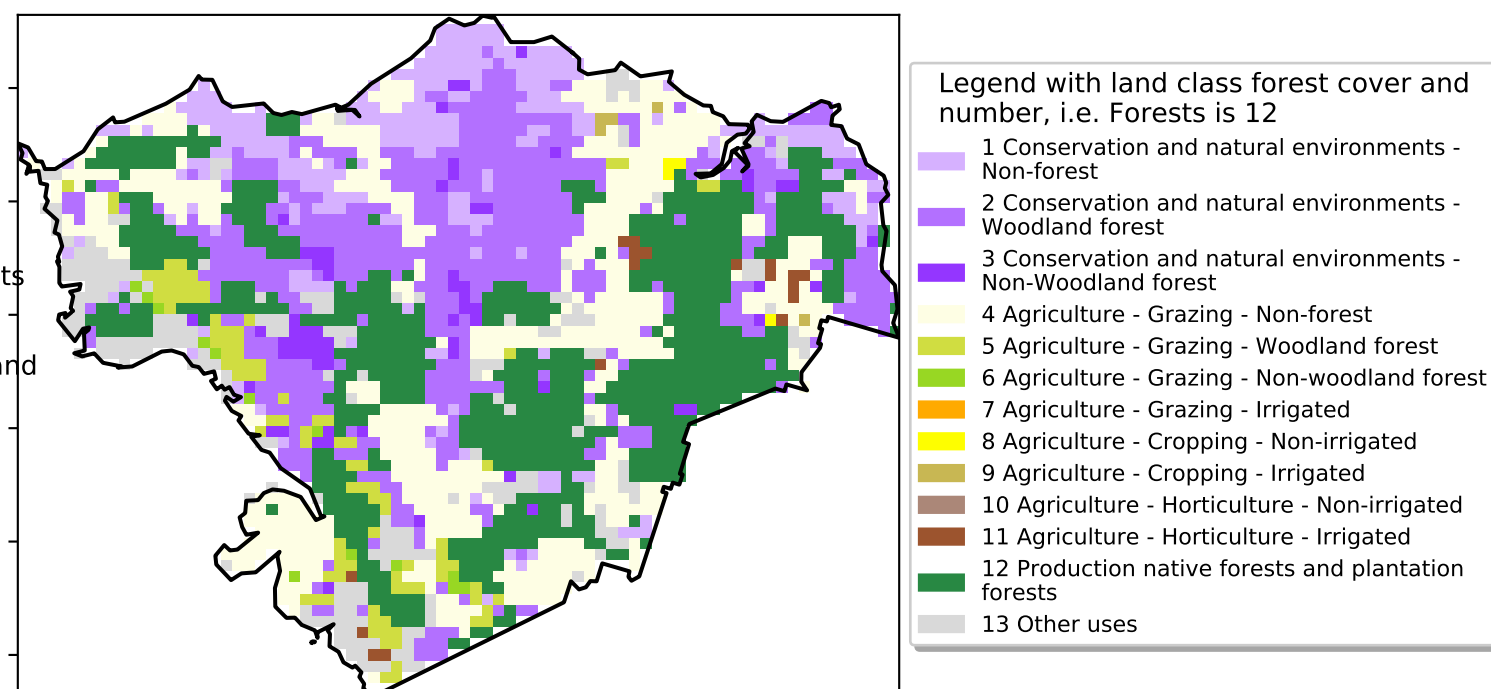 Legend with land class forest cover and
number, i.e. Forests is 12
1 Conservation and natural environments -
Non-forest
2 Conservation and natural environments -
Woodland forest
3 Conservation and natural environments -
Non-Woodland forest
4 Agriculture - Grazing - Non-forest
5 Agriculture - Grazing - Woodland forest
6 Agriculture - Grazing - Non-woodland forest
7 Agriculture - Grazing - Irrigated
8 Agriculture - Cropping - Non-irrigated
9 Agriculture - Cropping - Irrigated
10 Agriculture - Horticulture - Non-irrigated
11 Agriculture - Horticulture - Irrigated
12 Production native forests and plantation
forests
13 Other uses
ts
nd